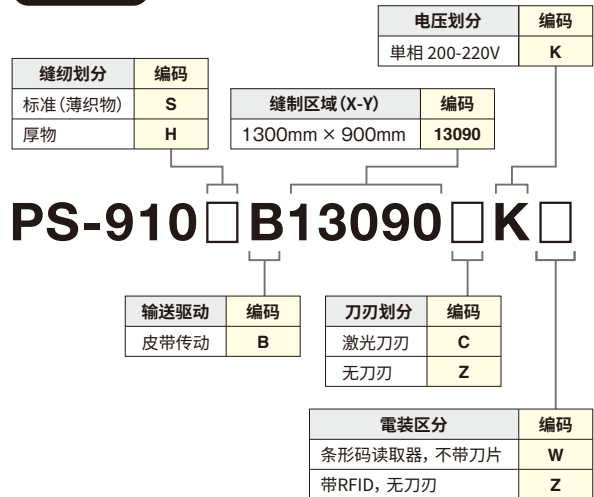 电压划分 编码
单相 200-220V K
缝纫划分 编码
标准(薄织物) S
厚物 H
缝制区域(X-Y) 编码
1300mm × 900mm 13090
PS-910□B13090□K□
输送驱动 编码
皮带传动 B
刀刃划分 编码
激光刀刃 C
无刀刃 Z
電装区分 编码
条形码读取器, 不带刀片 W
带RFID, 无刀刃 Z